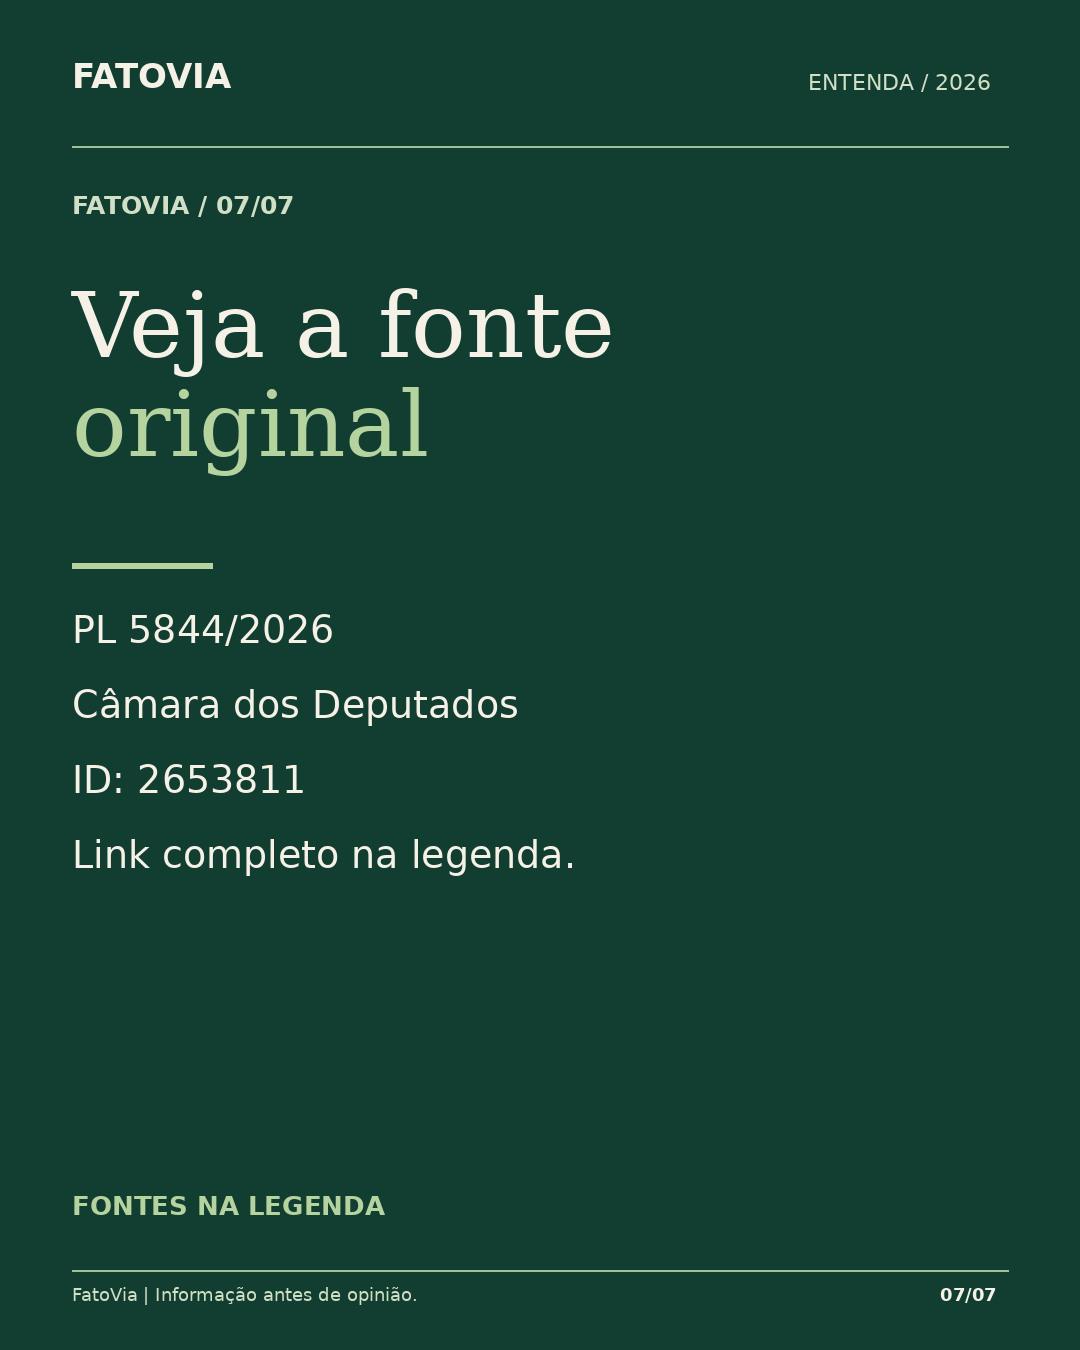 FATOVIA
ENTENDA / 2026
FATOVIA / 07/07
Veja a fonte
original
PL 5844/2026
Câmara dos Deputados
ID: 2653811
Link completo na legenda.
FONTES NA LEGENDA
FatoVia | Informação antes de opinião.
07/07